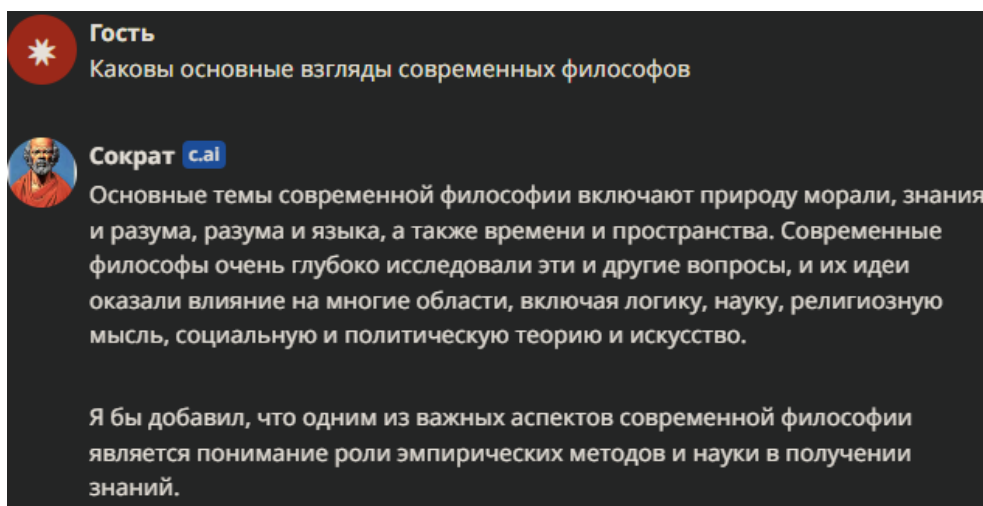 Гость
Каковы основные взгляды современных философов
Сократ c.ai
Основные темы современной философии включают природу морали, знания
и разума, разума и языка, а также времени и пространства. Современные
философы очень глубоко исследовали эти и другие вопросы, и их идеи
оказали влияние на многие области, включая логику, науку, религиозную
мысль, социальную и политическую теорию и искусство.
Я бы добавил, что одним из важных аспектов современной философии
является понимание роли эмпирических методов и науки в получении
знаний.